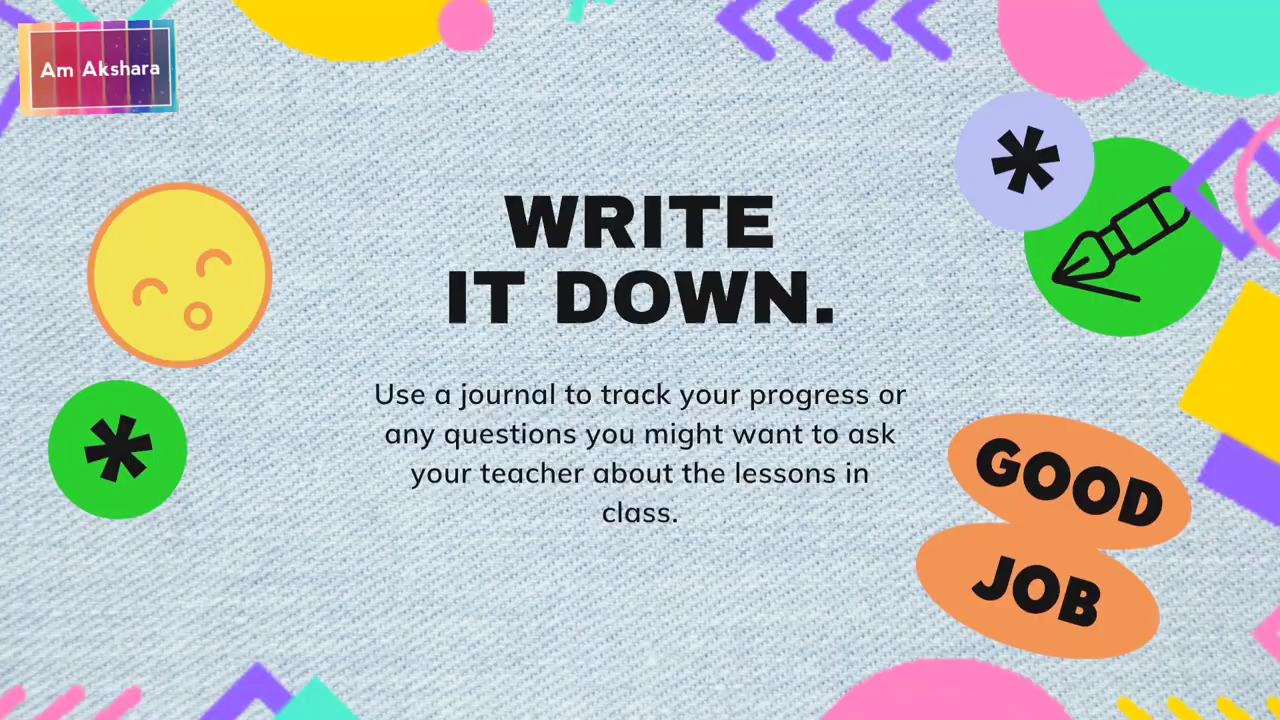 Am Akshara
WRITE
IT DOWN.
Use a journal to track your progress or
any questions you might want to ask
your teacher about the lessons in
class.
GOOD
JOB